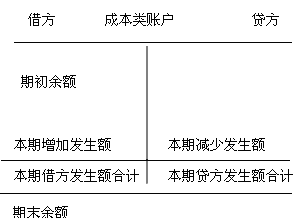 借方 成本类账户 贷方
期初余额
本期增加发生额 本期减少发生额
本期借方发生额合计 本期贷方发生额合计
期末余额